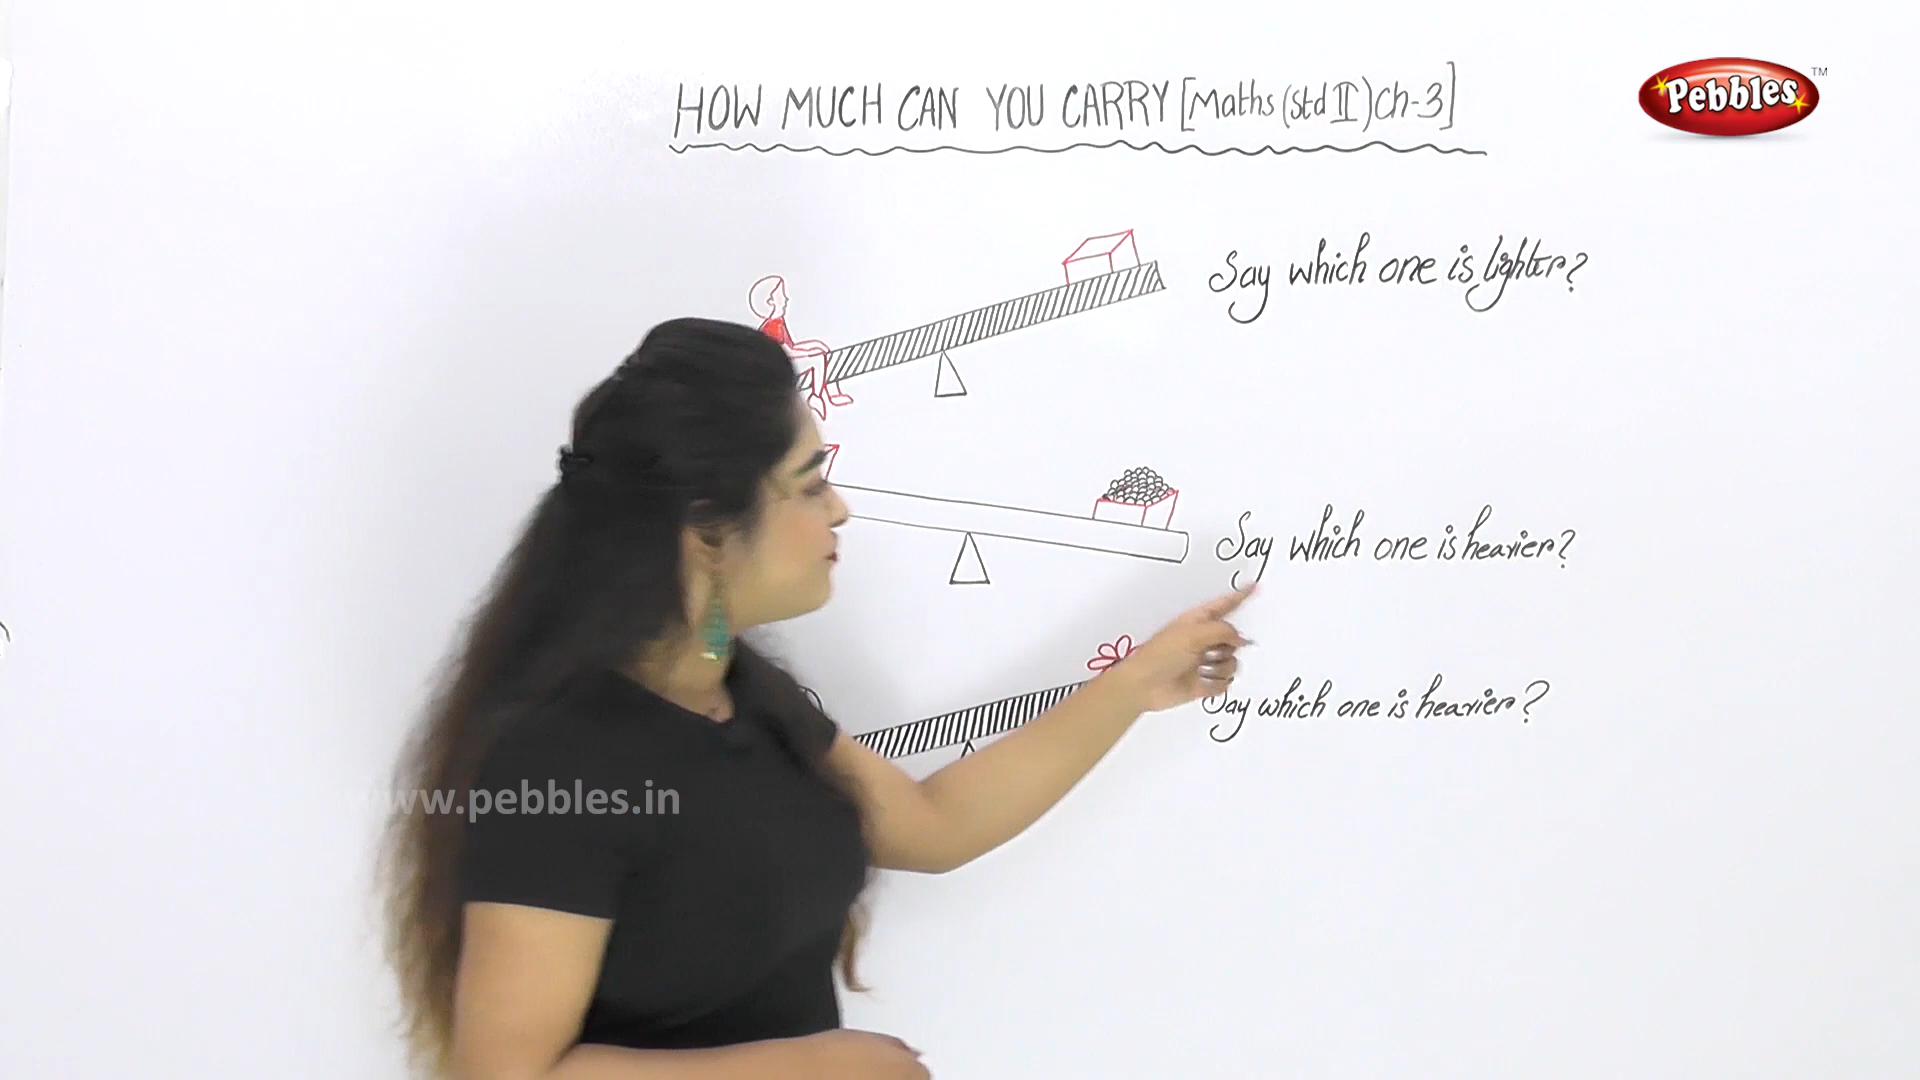 HOW MUCH CAN YOU CARRY [Maths (Std II) Ch-3]
Pebbles TM
Say which one is lighter?
Say which one is heavier?
Say which one is heavier?
www.pebbles.in